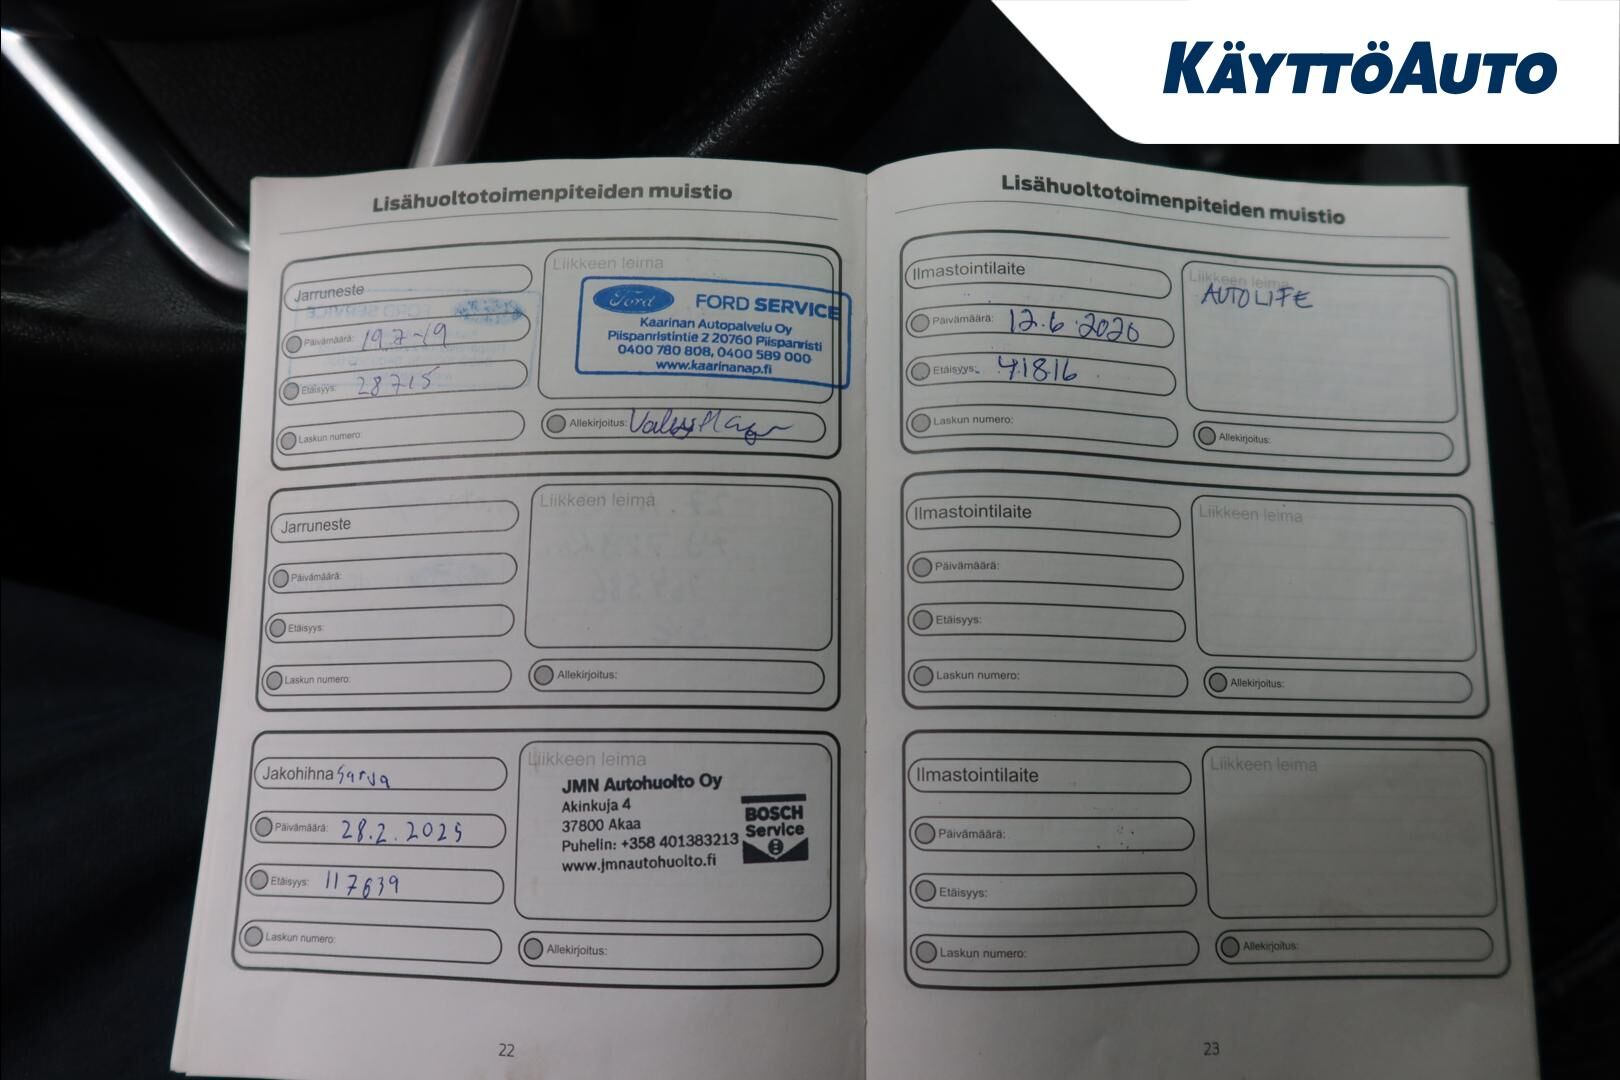 KÄYTTÖAUTO
Lisähuoltotoimenpiteiden muistio
Jarruneste
Päivämäärä: 19.7-19
Etäisyys: 28715
Laskun numero:
Liikkeen leima
Ford FORD SERVICE
Kaarinan Autopalvelu Oy
Piispanristintie 2 20760 Piispanristi
0400 780 808, 0400 589 000
www.kaarinanap.fi
Allekirjoitus:
Jarruneste
Päivämäärä:
Etäisyys:
Laskun numero:
Liikkeen leima
Allekirjoitus:
Jakohihna sarja
Päivämäärä: 28.2.2025
Etäisyys: 117639
Laskun numero:
Liikkeen leima
JMN Autohuolto Oy
Akinkuja 4
37800 Akaa
Puhelin: +358 401383213
www.jmnautohuolto.fi
BOSCH
Service
Allekirjoitus:
22
Lisähuoltotoimenpiteiden muistio
Ilmastointilaite
Päivämäärä: 12.6.2020
Etäisyys: 41816
Laskun numero:
Liikkeen leima
AUTOLIFE
Allekirjoitus:
Ilmastointilaite
Päivämäärä:
Etäisyys:
Laskun numero:
Liikkeen leima
Allekirjoitus:
Ilmastointilaite
Päivämäärä:
Etäisyys:
Laskun numero:
Liikkeen leima
Allekirjoitus:
23